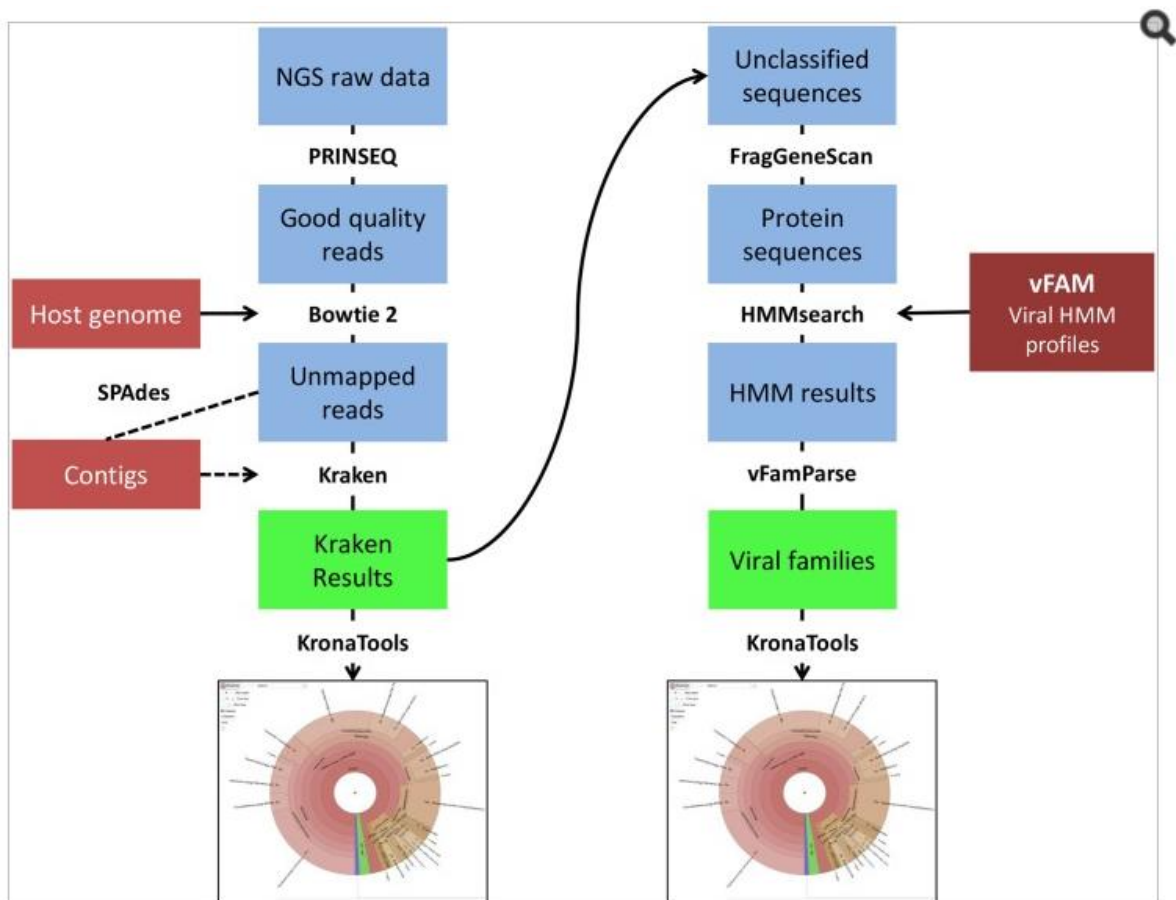 NGS raw data
PRINSEQ
Good quality
reads
Host genome
Bowtie 2
SPAdes
Unmapped
reads
Contigs
Kraken
Kraken
Results
KronaTools
Unclassified
sequences
FragGeneScan
Protein
sequences
vFAM
Viral HMM
profiles
HMMsearch
HMM results
vFamParse
Viral families
KronaTools